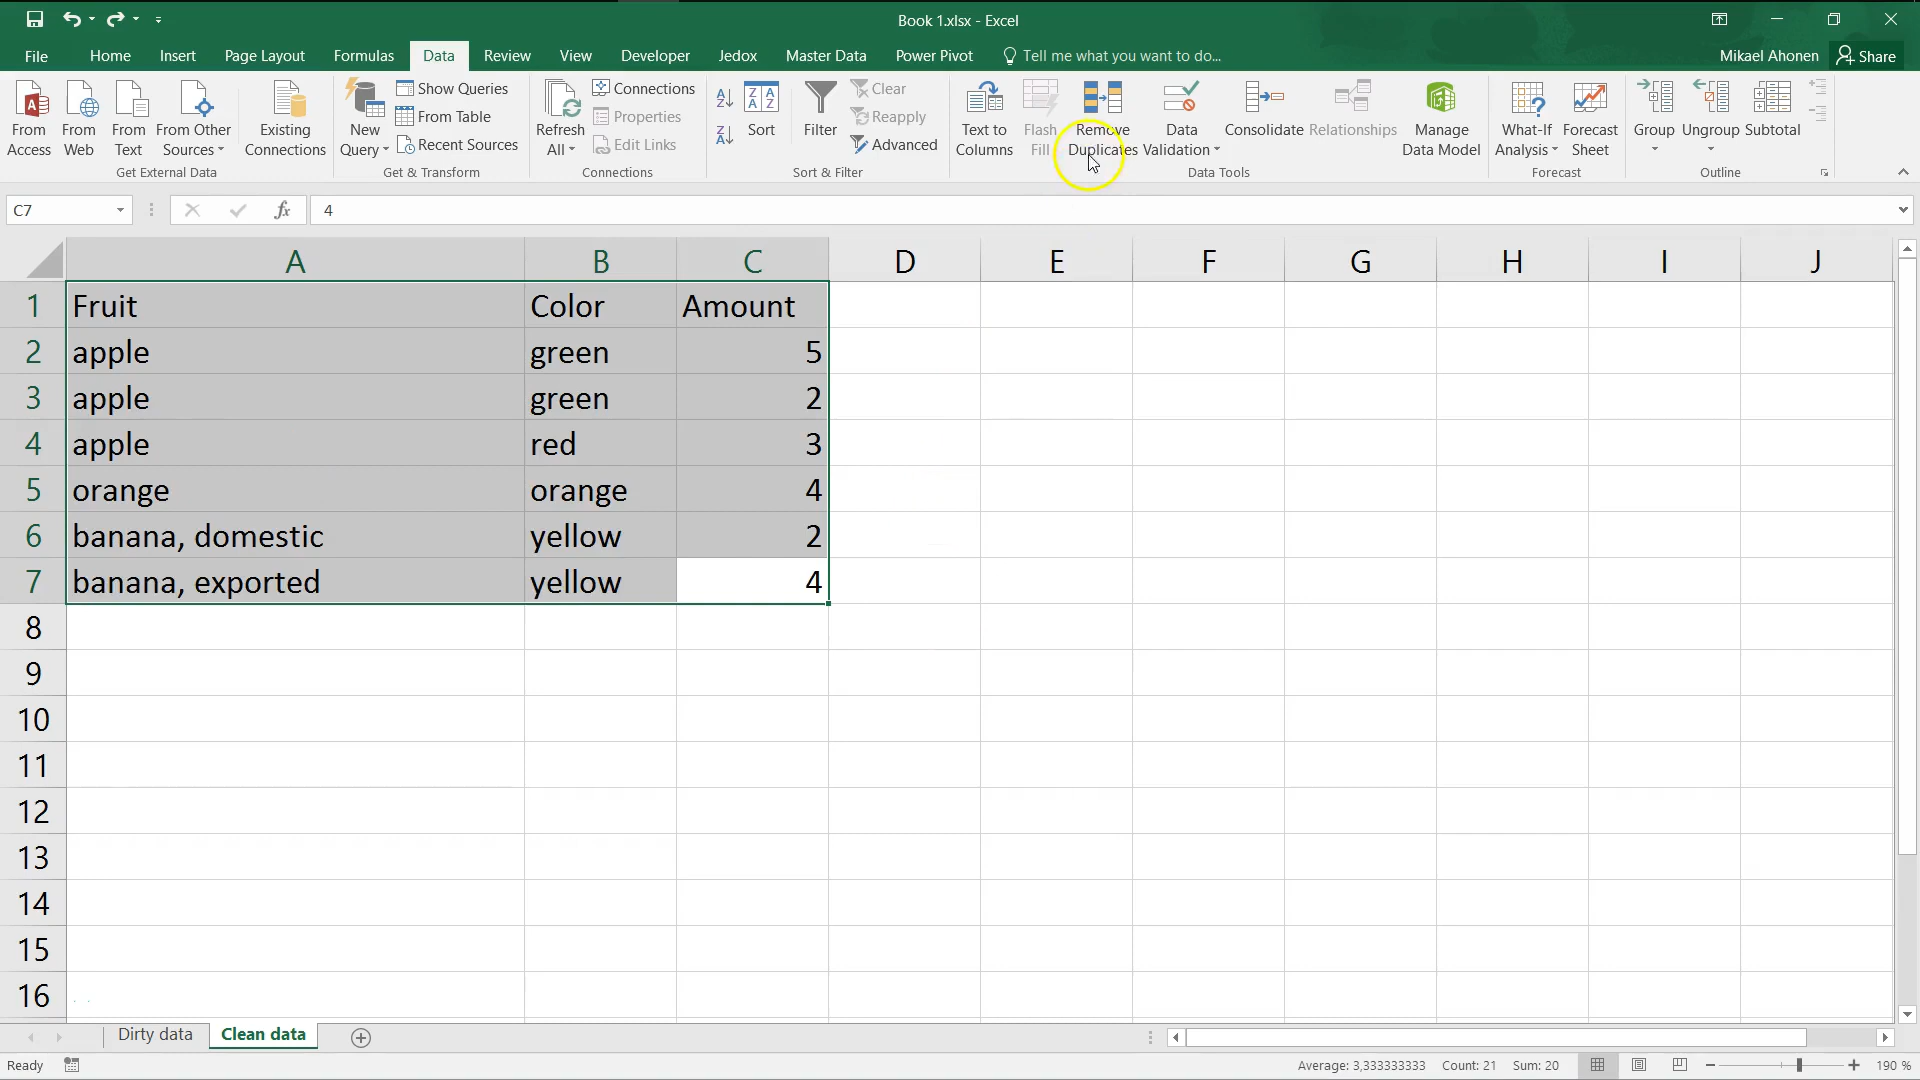 Book 1.xlsx - Excel
File Home Insert Page Layout Formulas Data Review View Developer Jedox Master Data Power Pivot Tell me what you want to do... Mikael Ahonen Share
From Access
From Web
From Text
From Other Sources
Existing Connections
Get External Data
New Query
Show Queries
From Table
Recent Sources
Get & Transform
Refresh All
Connections
Properties
Edit Links
Connections
Sort
Filter
Clear
Reapply
Advanced
Sort & Filter
Text to Columns
Flash Fill
Remove Duplicates
Data Validation
Consolidate
Relationships
Manage Data Model
Data Tools
What-If Analysis
Forecast Sheet
Forecast
Group
Ungroup
Subtotal
Outline
C7 fx 4
A B C D E F G H I J
1 Fruit Color Amount
2 apple green 5
3 apple green 2
4 apple red 3
5 orange orange 4
6 banana, domestic yellow 2
7 banana, exported yellow 4
8
9
10
11
12
13
14
15
16
Dirty data Clean data
Ready Average: 3,333333333 Count: 21 Sum: 20 190 %